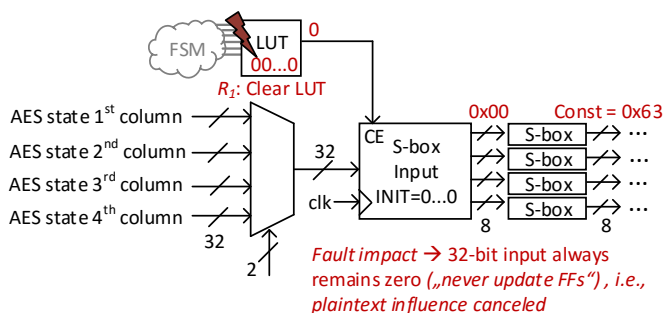 FSM
LUT
0
00...0
R1: Clear LUT
AES state 1st column
AES state 2nd column
AES state 3rd column
AES state 4th column
32
2
32
clk
CE
S-box
Input
INIT=0...0
0x00
Const = 0x63
S-box
...
S-box
...
S-box
...
S-box
...
8
8
Fault impact → 32-bit input always
remains zero („never update FFs“) , i.e.,
plaintext influence canceled